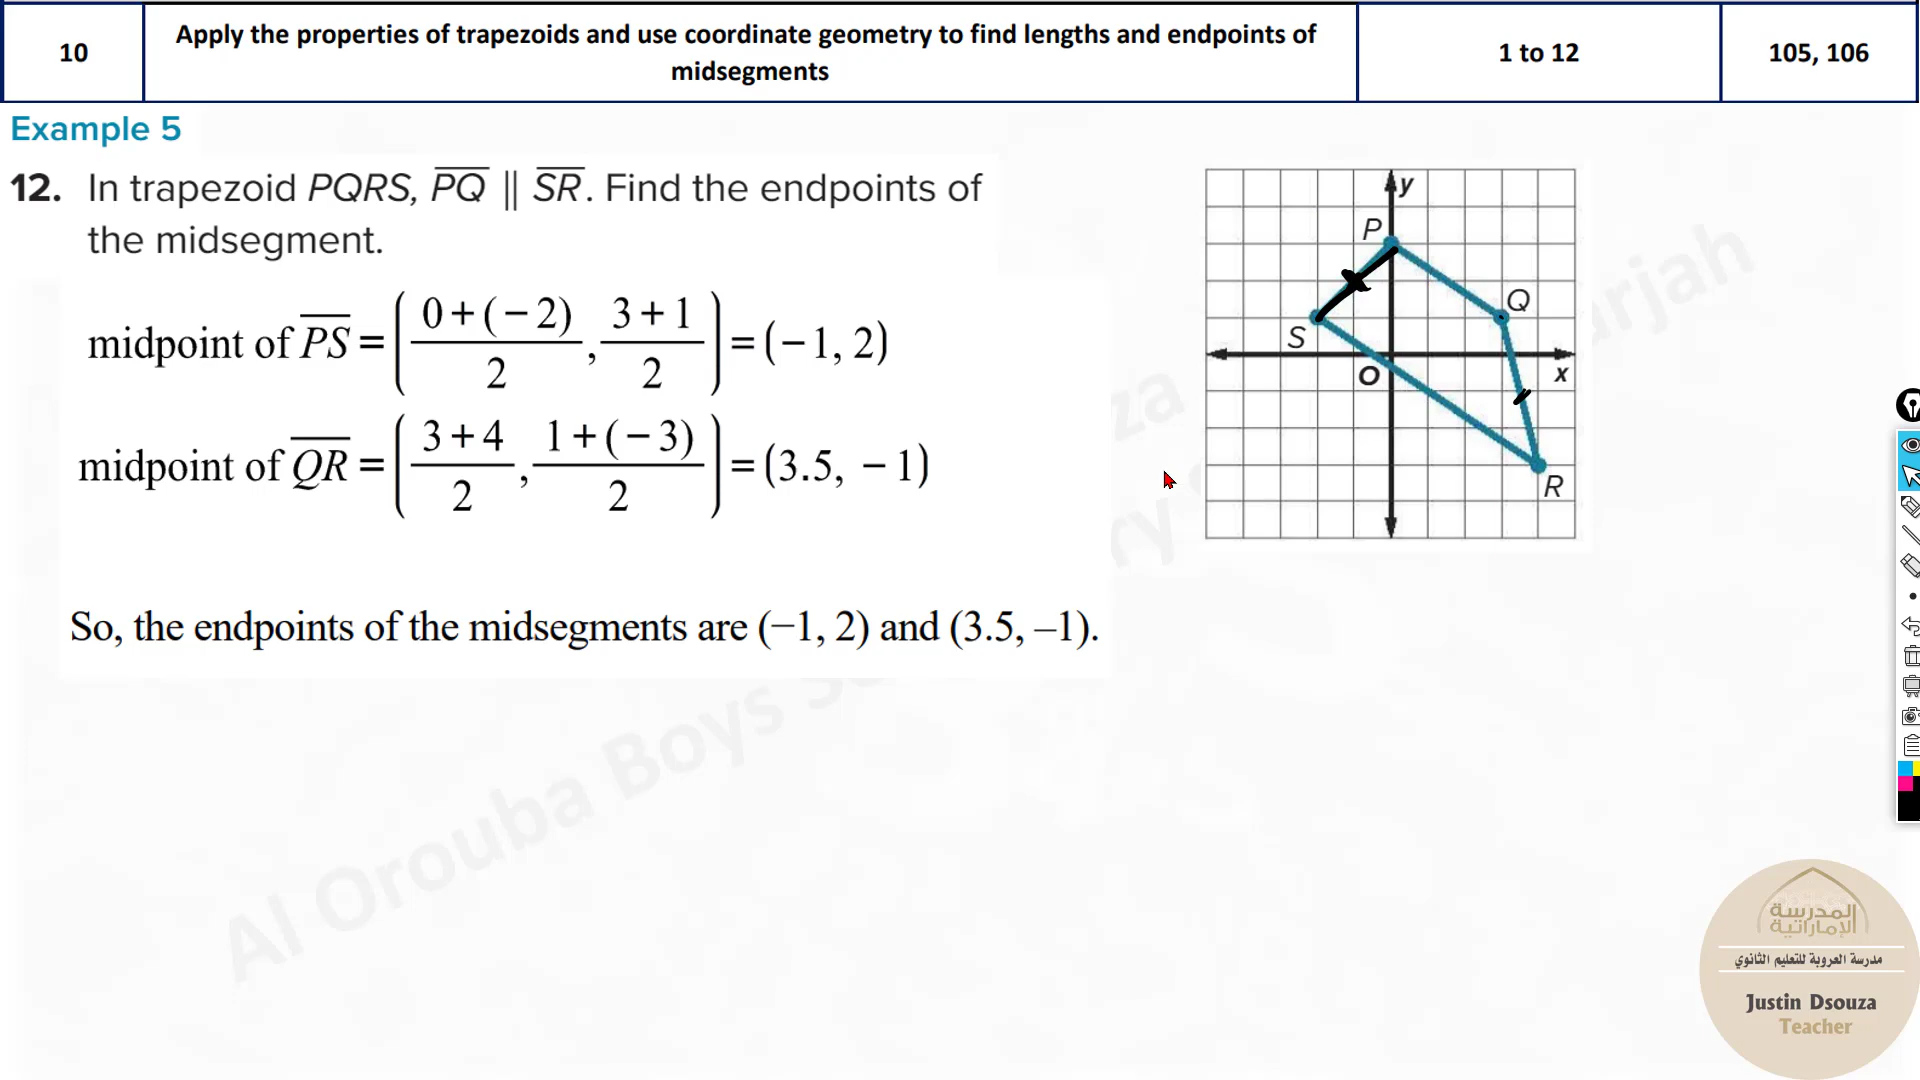 10
Apply the properties of trapezoids and use coordinate geometry to find lengths and endpoints of
midsegments
1 to 12
105, 106
Example 5
12. In trapezoid PQRS, PQ || SR. Find the endpoints of
the midsegment.
midpoint of PS = ( 0 + ( − 2) / 2 , 3 + 1 / 2 ) = ( − 1, 2)
midpoint of QR = ( 3 + 4 / 2 , 1 + ( − 3) / 2 ) = (3.5, − 1)
So, the endpoints of the midsegments are (−1, 2) and (3.5, –1).
y
P
Q
S
O
x
R
Al Orouba Boys
المدرسة
الإماراتية
مدرسة العروبة للتعليم الثانوي
Justin Dsouza
Teacher